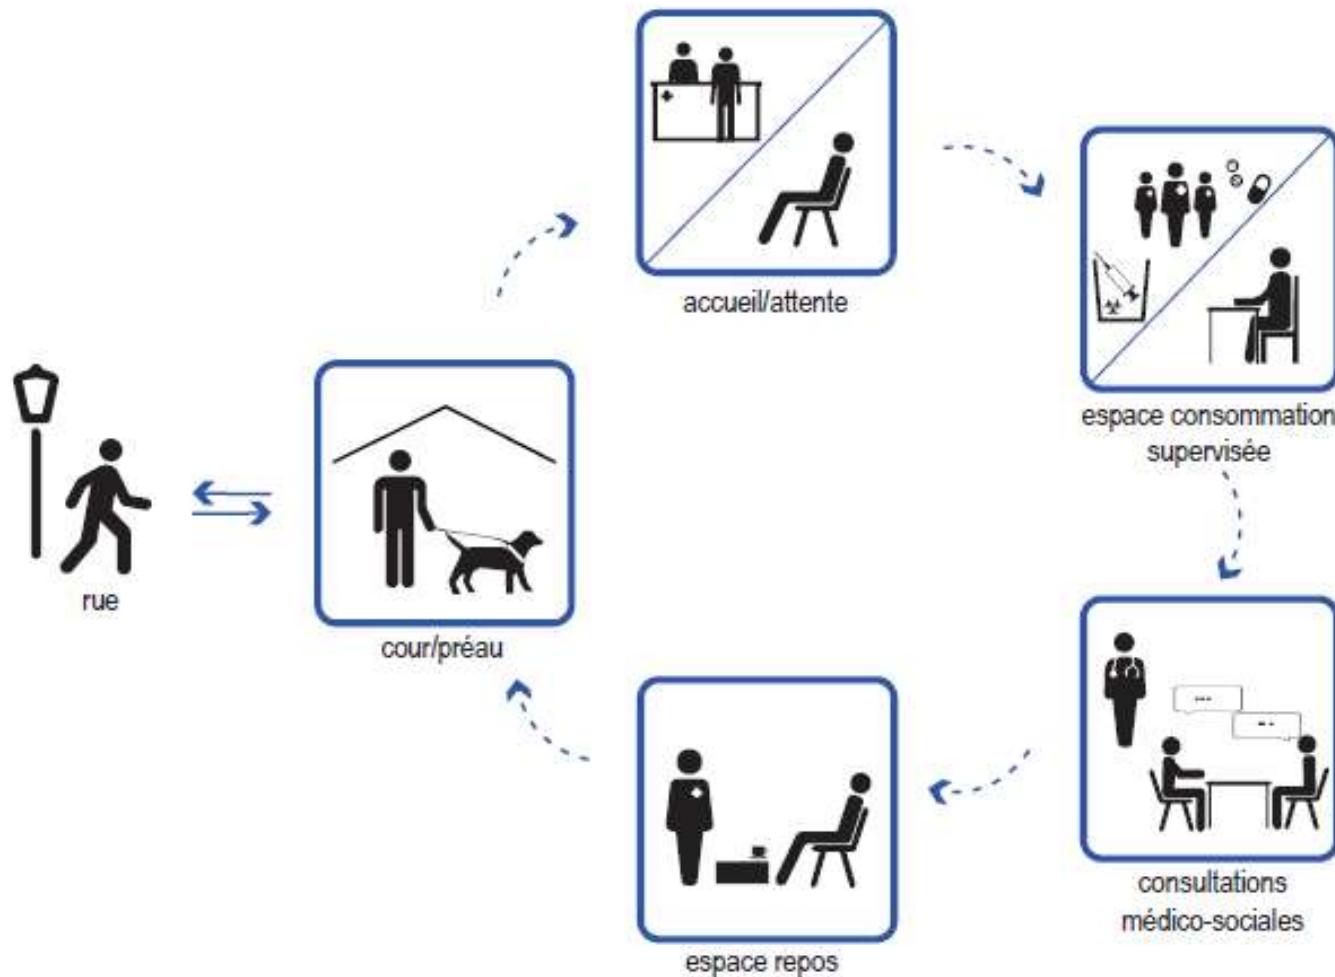 accueil/attente
espace consommation
supervisée
rue
cour/préau
consultations
médico-sociales
espace repos